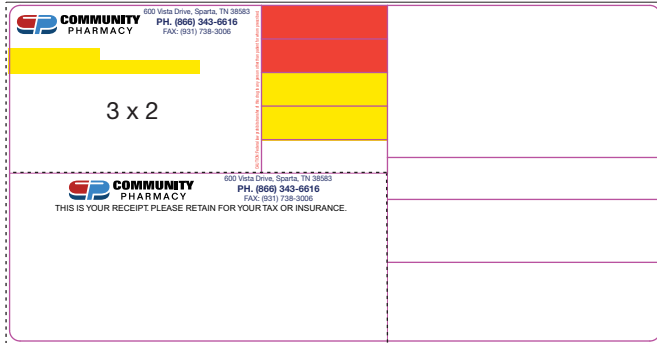 COMMUNITY
PHARMACY
600 Vista Drive, Sparta, TN 38583
PH. (866) 343-6616
FAX: (931) 738-3006
3 x 2
COMMUNITY
PHARMACY
600 Vista Drive, Sparta, TN 38583
PH. (866) 343-6616
FAX: (931) 738-3006
THIS IS YOUR RECEIPT. PLEASE RETAIN FOR YOUR TAX OR INSURANCE.